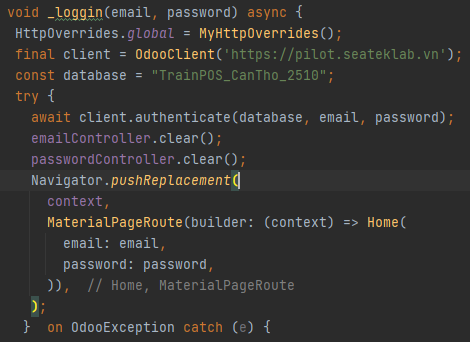 void _loggin(email, password) async {
HttpOverrides.global = MyHttpOverrides();
final client = OdooClient('https://pilot.seateklab.vn');
const database = "TrainPOS_CanTho_2510";
try {
await client.authenticate(database, email, password);
emailController.clear();
passwordController.clear();
Navigator.pushReplacement(
context,
MaterialPageRoute(builder: (context) => Home(
email: email,
password: password,
)),  // Home, MaterialPageRoute
);
}  on OdooException catch (e) {